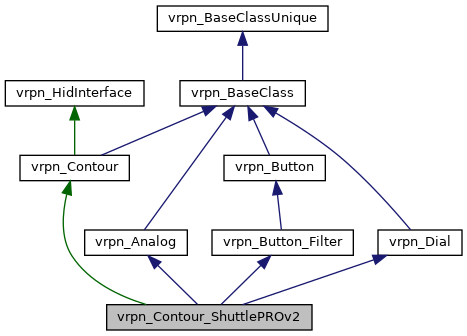 vrpn_BaseClassUnique
vrpn_HidInterface
vrpn_BaseClass
vrpn_Contour
vrpn_Button
vrpn_Analog
vrpn_Button_Filter
vrpn_Dial
vrpn_Contour_ShuttlePROv2